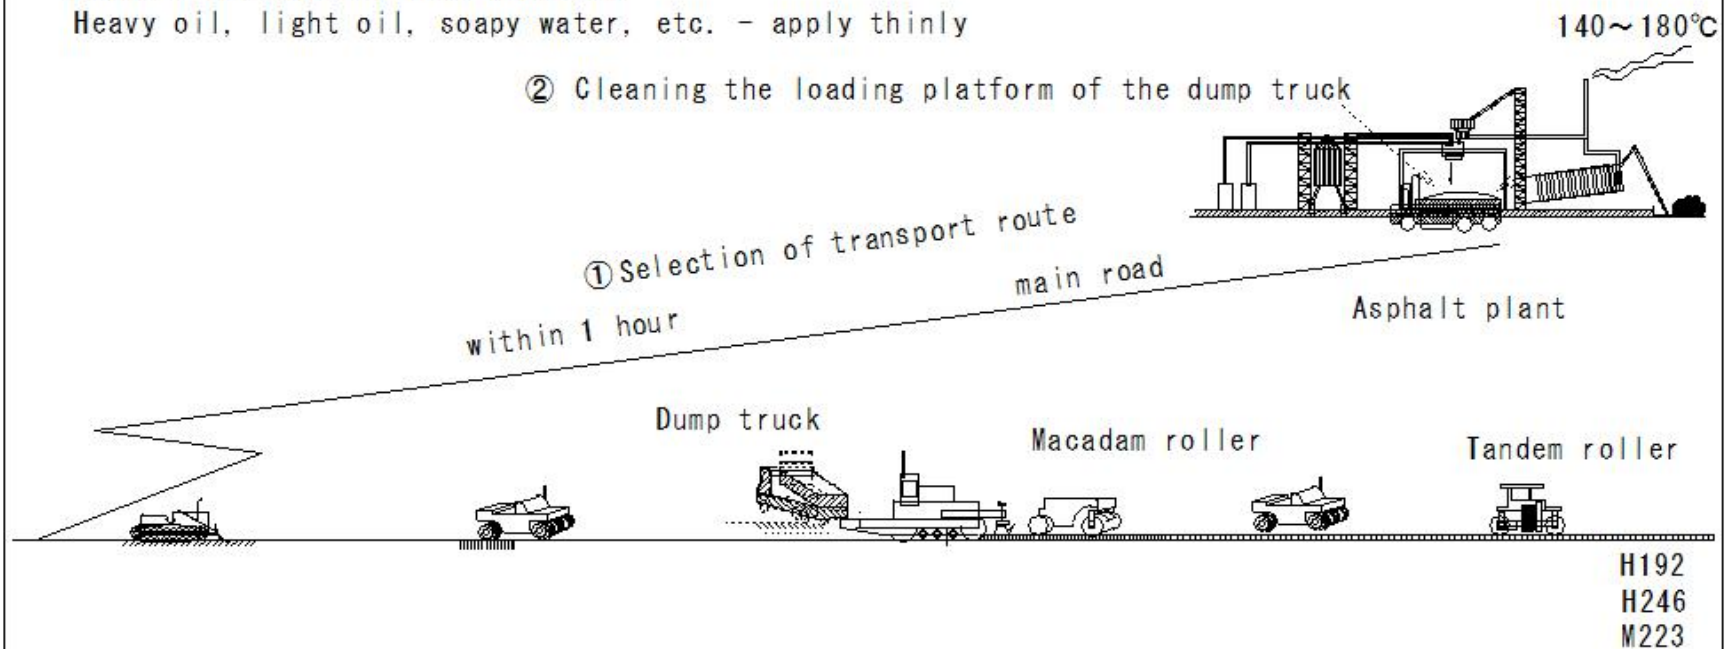 Heavy oil, light oil, soapy water, etc. - apply thinly
140～180℃
② Cleaning the loading platform of the dump truck
①Selection of transport route
main road
within 1 hour
Asphalt plant
Dump truck
Macadam roller
Tandem roller
H192
H246
M223